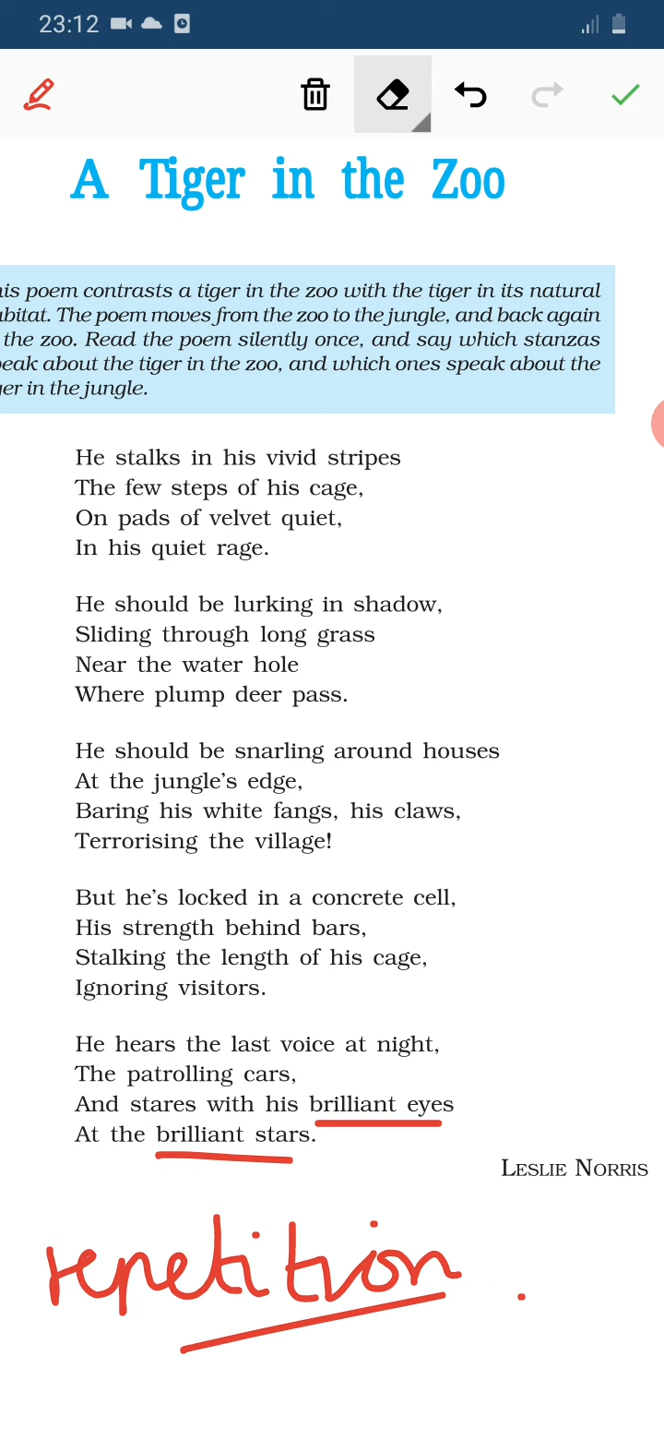 23:12
A Tiger in the Zoo
is poem contrasts a tiger in the zoo with the tiger in its natural
bitat. The poem moves from the zoo to the jungle, and back again
the zoo. Read the poem silently once, and say which stanzas
eak about the tiger in the zoo, and which ones speak about the
er in the jungle.
He stalks in his vivid stripes
The few steps of his cage,
On pads of velvet quiet,
In his quiet rage.
He should be lurking in shadow,
Sliding through long grass
Near the water hole
Where plump deer pass.
He should be snarling around houses
At the jungle's edge,
Baring his white fangs, his claws,
Terrorising the village!
But he's locked in a concrete cell,
His strength behind bars,
Stalking the length of his cage,
Ignoring visitors.
He hears the last voice at night,
The patrolling cars,
And stares with his brilliant eyes
At the brilliant stars.
LESLIE NORRIS
repetition .